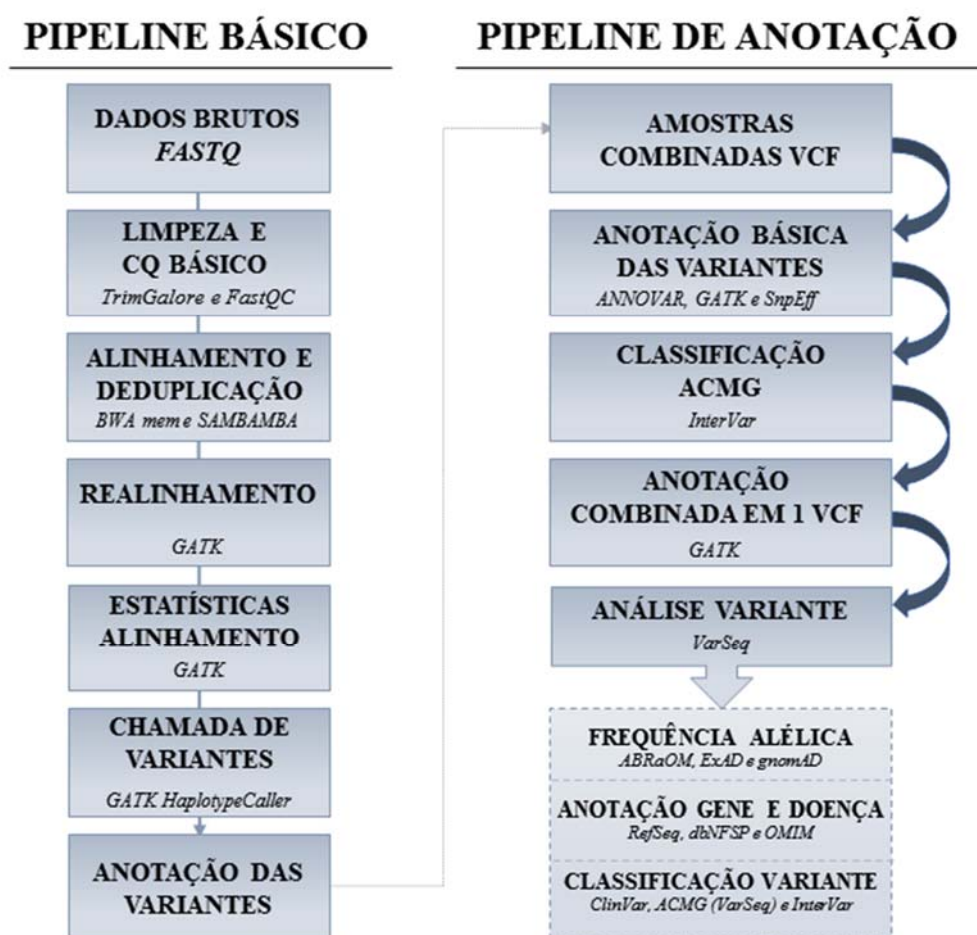 PIPELINE BÁSICO
DADOS BRUTOS
FASTQ
LIMPEZA E
CQ BÁSICO
TrimGalore e FastQC
ALINHAMENTO E
DEDUPLICAÇÃO
BWA mem e SAMBAMBA
REALINHAMENTO
GATK
ESTATÍSTICAS
ALINHAMENTO
GATK
CHAMADA DE
VARIANTES
GATK HaplotypeCaller
ANOTAÇÃO DAS
VARIANTES
PIPELINE DE ANOTAÇÃO
AMOSTRAS
COMBINADAS VCF
ANOTAÇÃO BÁSICA
DAS VARIANTES
ANNOVAR, GATK e SnpEff
CLASSIFICAÇÃO
ACMG
InterVar
ANOTAÇÃO
COMBINADA EM 1 VCF
GATK
ANÁLISE VARIANTE
VarSeq
FREQUÊNCIA ALÉLICA
ABRaOM, ExAD e gnomAD
ANOTAÇÃO GENE E DOENÇA
RefSeq, dbNFSP e OMIM
CLASSIFICAÇÃO VARIANTE
ClinVar, ACMG (VarSeq) e InterVar